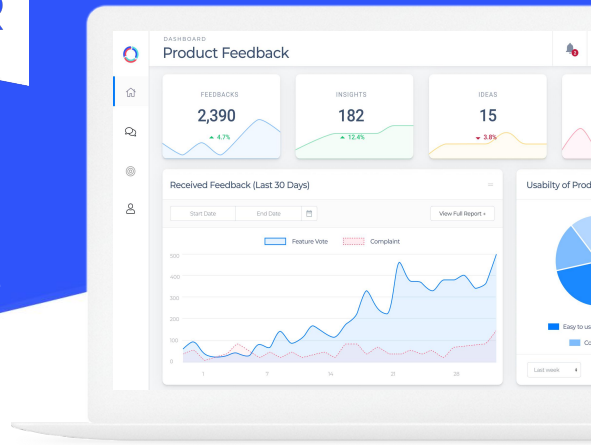 DASHBOARD
Product Feedback
FEEDBACKS
2,390
4.7%
INSIGHTS
182
12.4%
IDEAS
15
3.8%
Received Feedback (Last 30 Days)
Start Date
End Date
View Full Report
Feature Vote
Complaint
500
400
300
200
100
0
1
7
14
21
28
Usabilty of Prod
Easy to us
Co
Last week